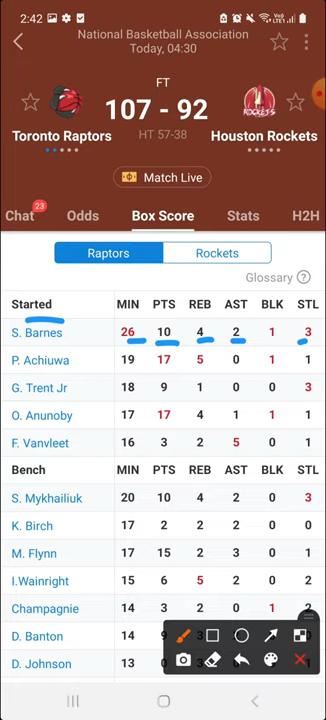 2:42
VoD LTE1
National Basketball Association
Today, 04:30
FT
107 - 92
HT 57-38
Toronto Raptors
ROCKETS
Houston Rockets
Match Live
Chat 23 Odds Box Score Stats H2H
Raptors Rockets
Glossary ?
Started MIN PTS REB AST BLK STL
S. Barnes 26 10 4 2 1 3
P. Achiuwa 19 17 5 0 1 1
G. Trent Jr 18 9 1 0 0 3
O. Anunoby 17 17 4 1 1 1
F. Vanvleet 16 3 2 5 0 1
Bench MIN PTS REB AST BLK STL
S. Mykhailiuk 20 10 4 2 0 3
K. Birch 17 2 2 2 0 0
M. Flynn 17 15 2 3 0 1
I.Wainright 15 6 5 2 0 2
Champagnie 14 3 2 0 1 2
D. Banton 14 9
D. Johnson 13 0